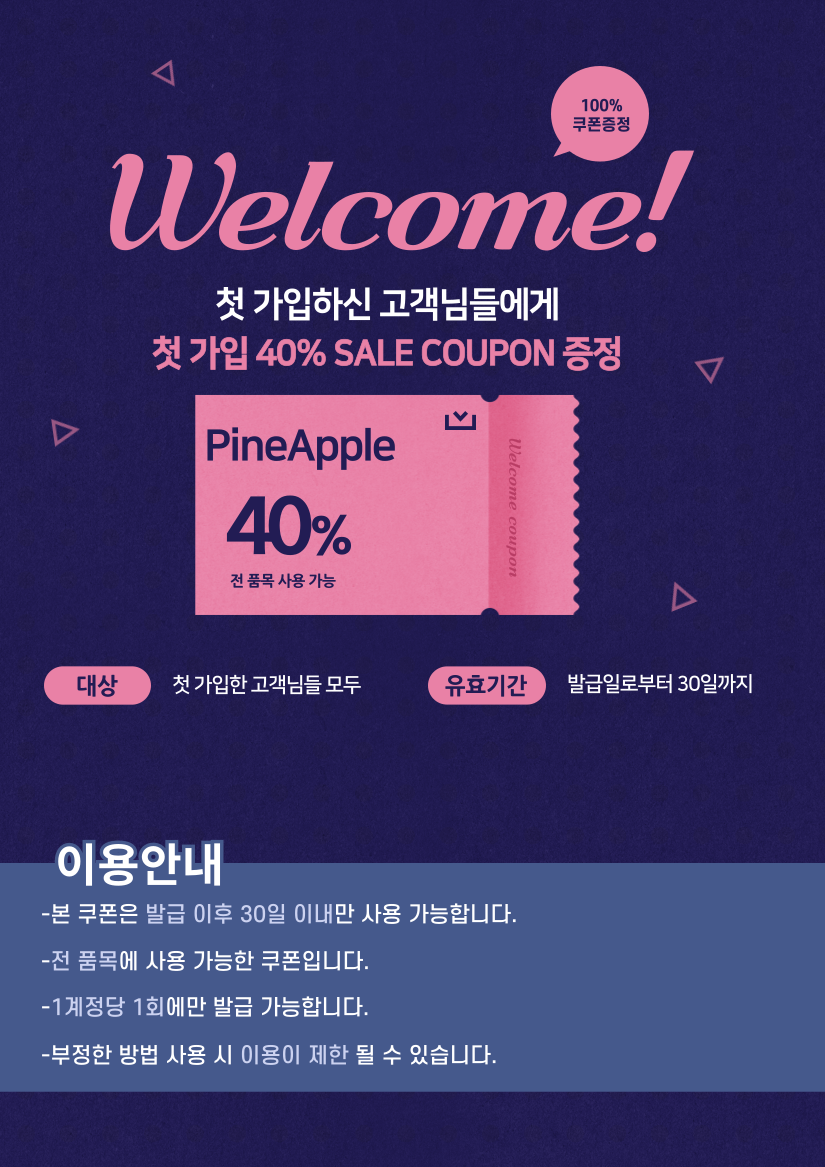 100%
쿠폰증정
Welcome!
첫 가입하신 고객님들에게
첫 가입 40% SALE COUPON 증정
PineApple
40%
전 품목 사용 가능
Welcome coupon
대상
첫 가입한 고객님들 모두
유효기간
발급일로부터 30일까지
이용안내
-본 쿠폰은 발급 이후 30일 이내만 사용 가능합니다.
-전 품목에 사용 가능한 쿠폰입니다.
-1계정당 1회에만 발급 가능합니다.
-부정한 방법 사용 시 이용이 제한 될 수 있습니다.